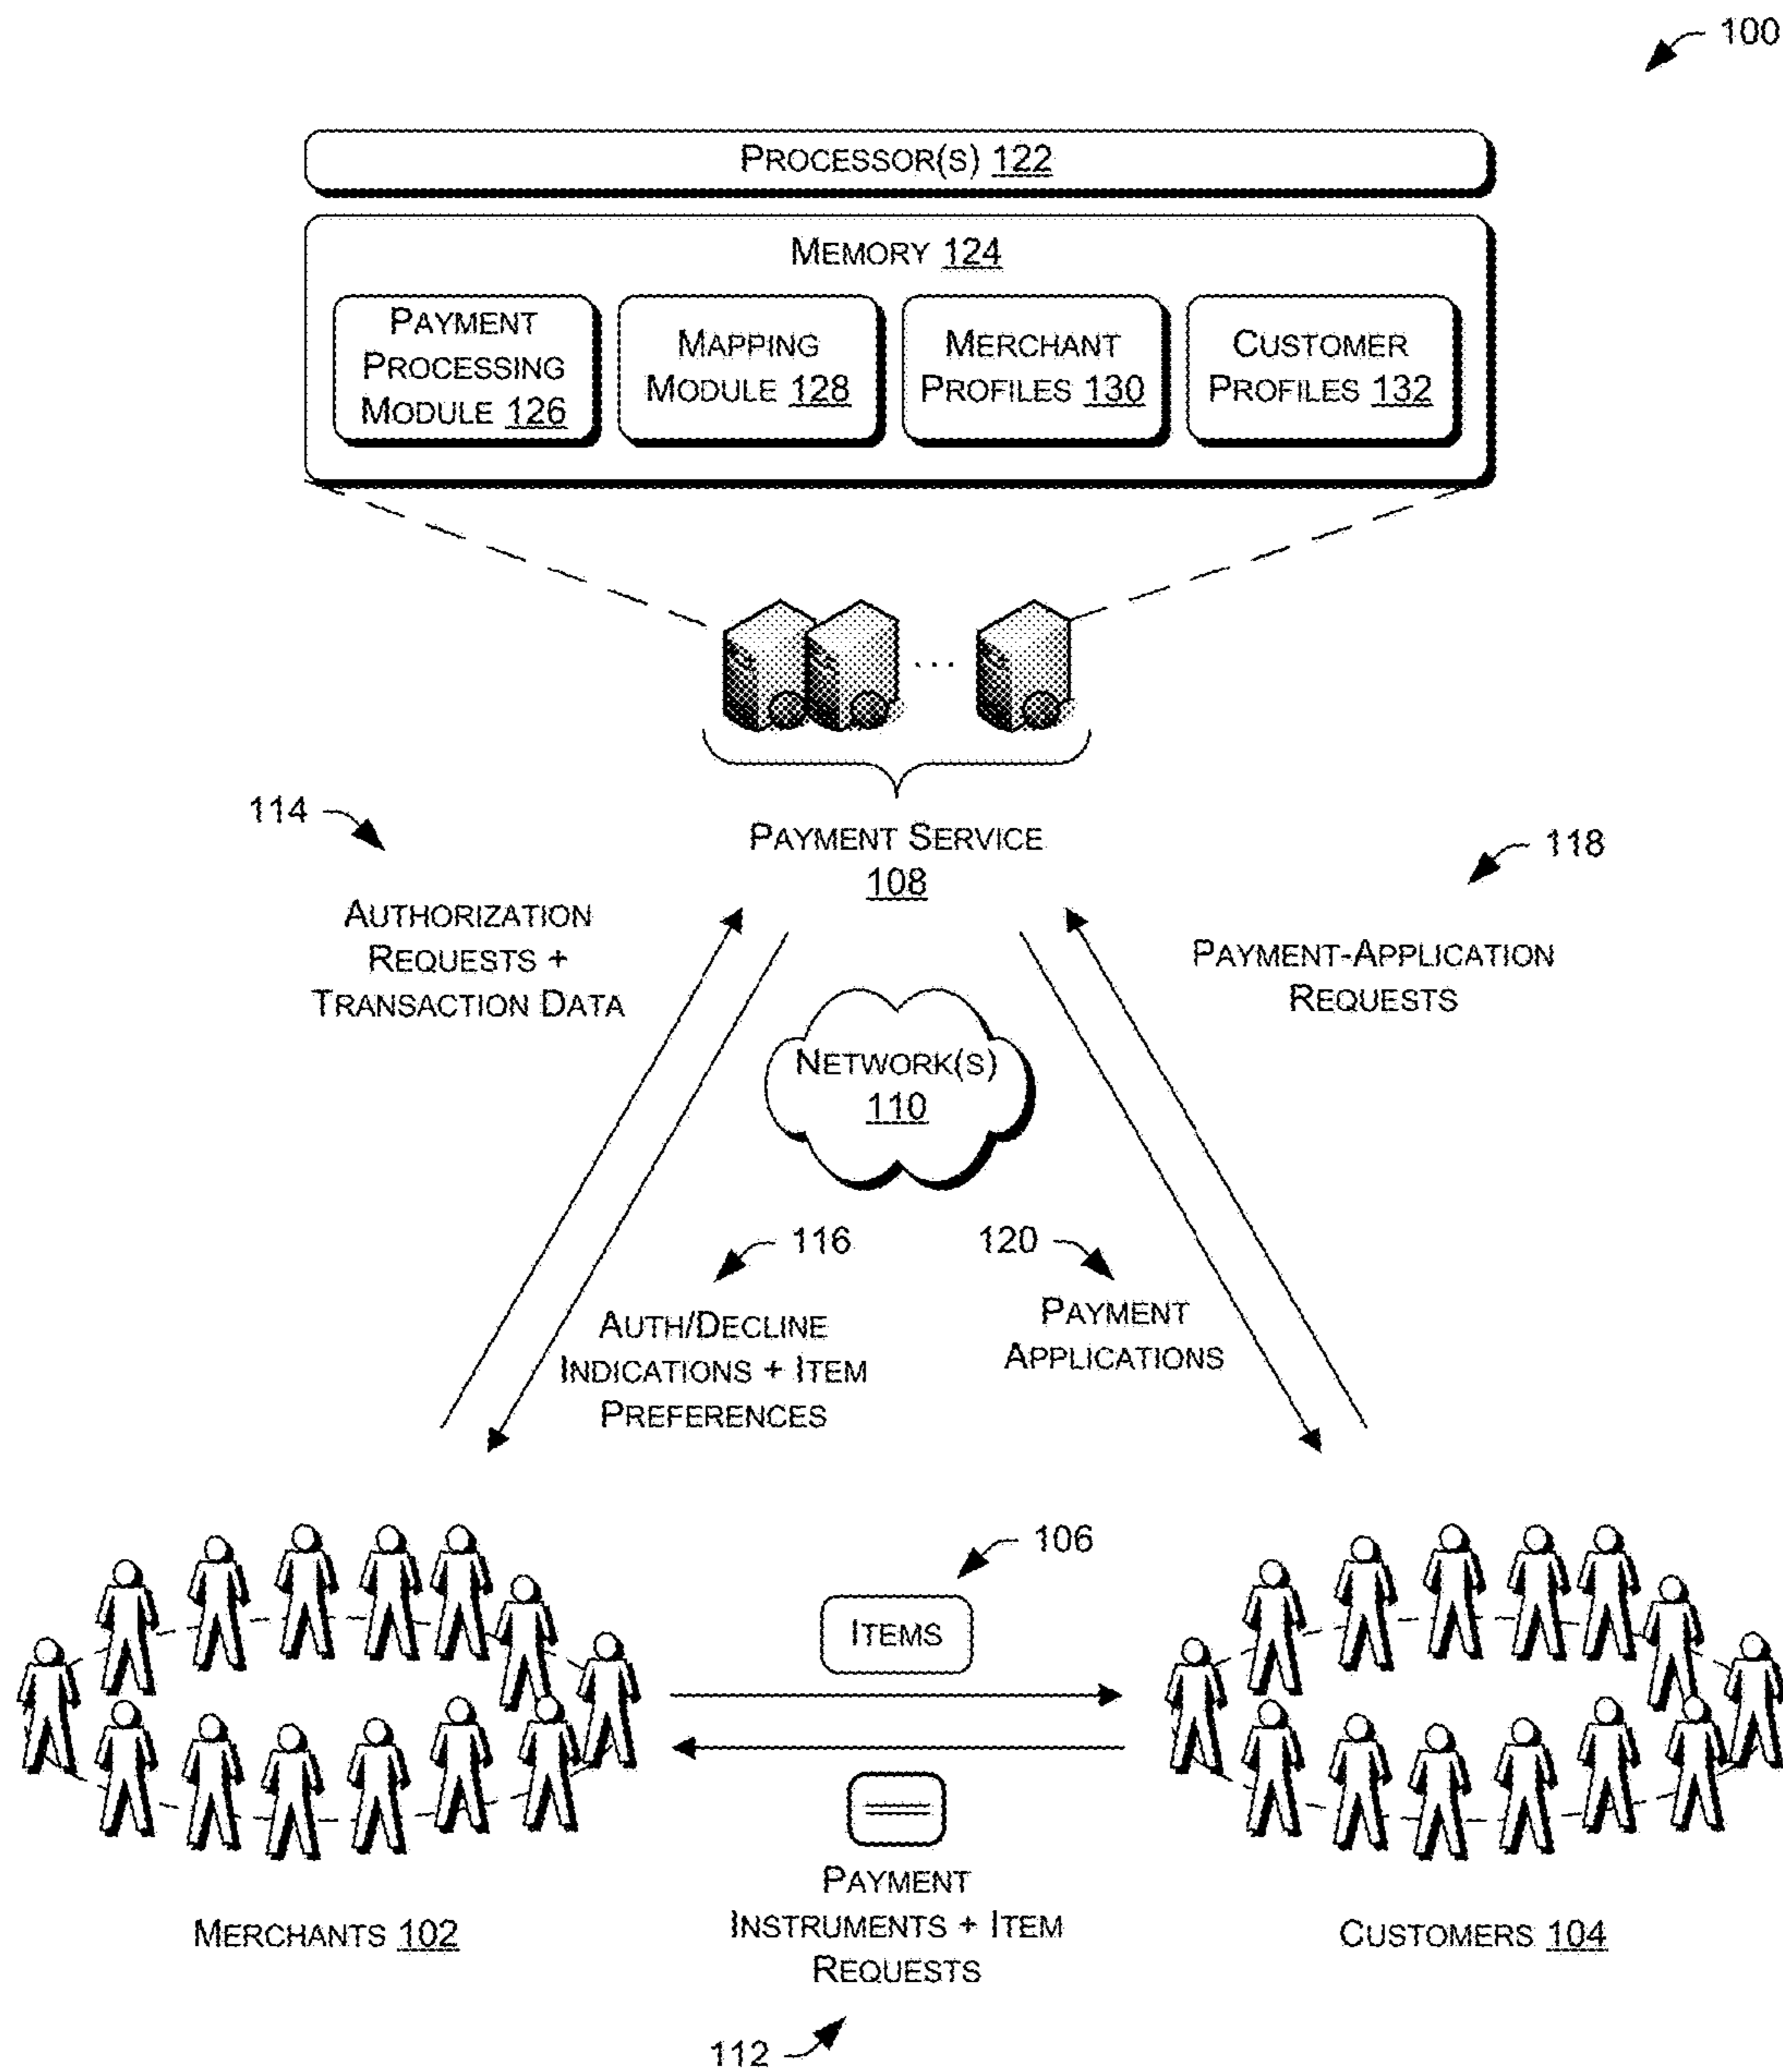 100
PROCESSOR(S) 122
MEMORY 124
PAYMENT
PROCESSING
MODULE 126
MAPPING
MODULE 128
MERCHANT
PROFILES 130
CUSTOMER
PROFILES 132
...
114
PAYMENT SERVICE
108
118
AUTHORIZATION
REQUESTS +
TRANSACTION DATA
PAYMENT-APPLICATION
REQUESTS
NETWORK(S)
110
116
120
AUTH/DECLINE
INDICATIONS + ITEM
PREFERENCES
PAYMENT
APPLICATIONS
106
ITEMS
PAYMENT
INSTRUMENTS + ITEM
REQUESTS
MERCHANTS 102
CUSTOMERS 104
112